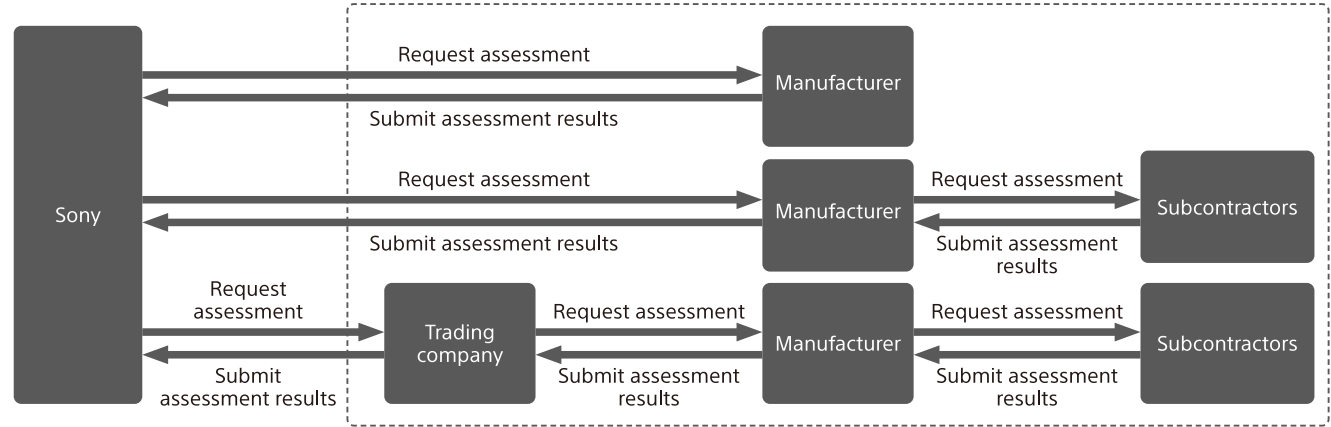 Sony
Request assessment
Submit assessment results
Manufacturer
Request assessment
Submit assessment results
Manufacturer
Request assessment
Submit assessment
results
Subcontractors
Request
assessment
Submit
assessment results
Trading
company
Request assessment
Submit assessment
results
Manufacturer
Request assessment
Submit assessment
results
Subcontractors